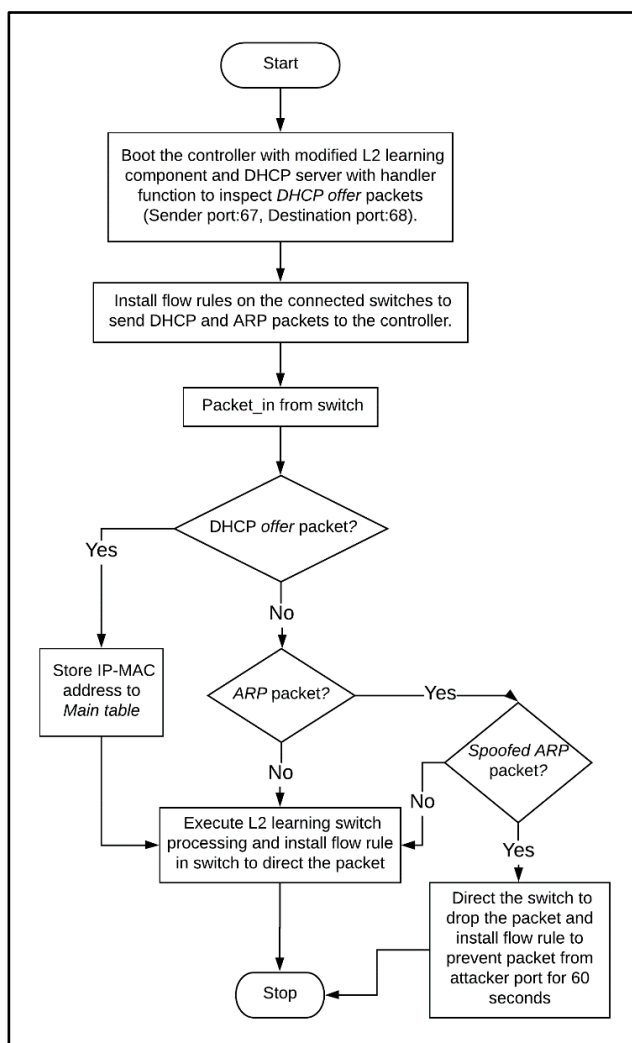 Start
Boot the controller with modified L2 learning
component and DHCP server with handler
function to inspect DHCP offer packets
(Sender port:67, Destination port:68).
Install flow rules on the connected switches to
send DHCP and ARP packets to the controller.
Packet_in from switch
DHCP offer packet?
Yes
No
Store IP-MAC
address to
Main table
ARP packet?
Yes
No
Spoofed ARP
packet?
No
Yes
Execute L2 learning switch
processing and install flow rule
in switch to direct the packet
Direct the switch to
drop the packet and
install flow rule to
prevent packet from
attacker port for 60
seconds
Stop